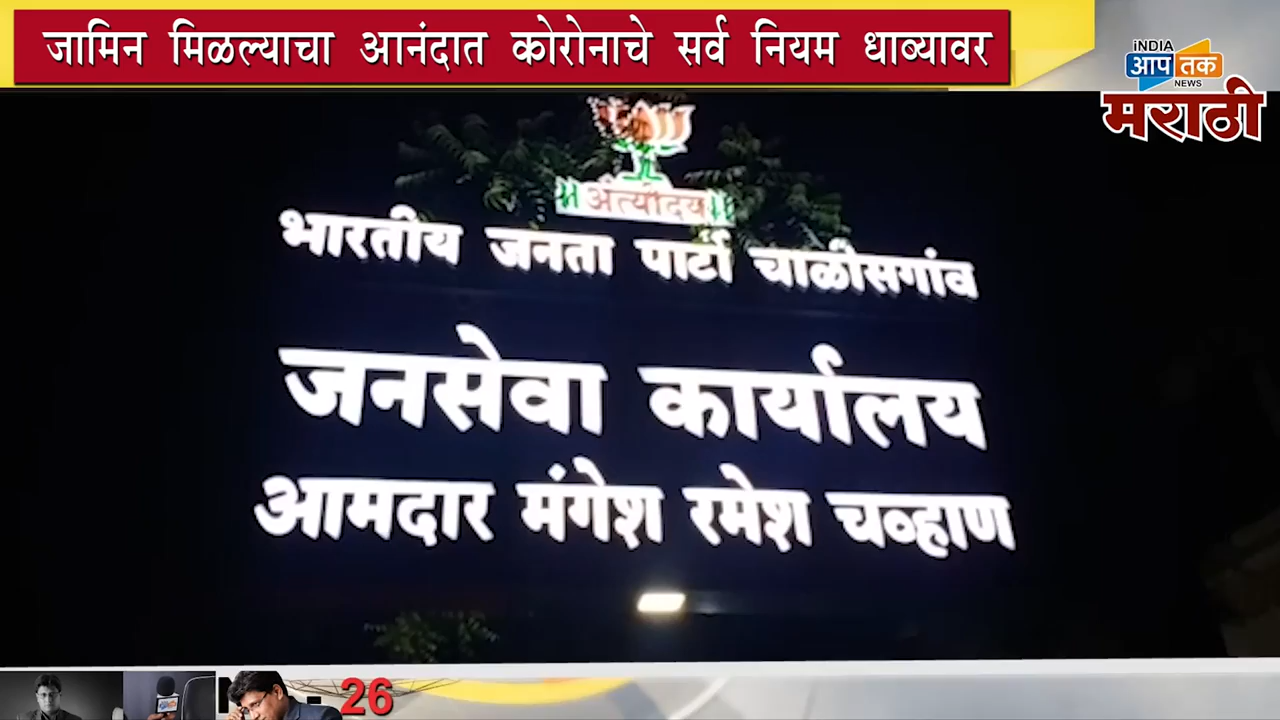 जामिन मिळल्याचा आनंदात कोरोनाचे सर्व नियम धाब्यावर
INDIA
आप तक
NEWS
मराठी
अंत्योदय
भारतीय जनता पार्टी चाळीसगांव
जनसेवा कार्यालय
आमदार मंगेश रमेश चव्हाण
26